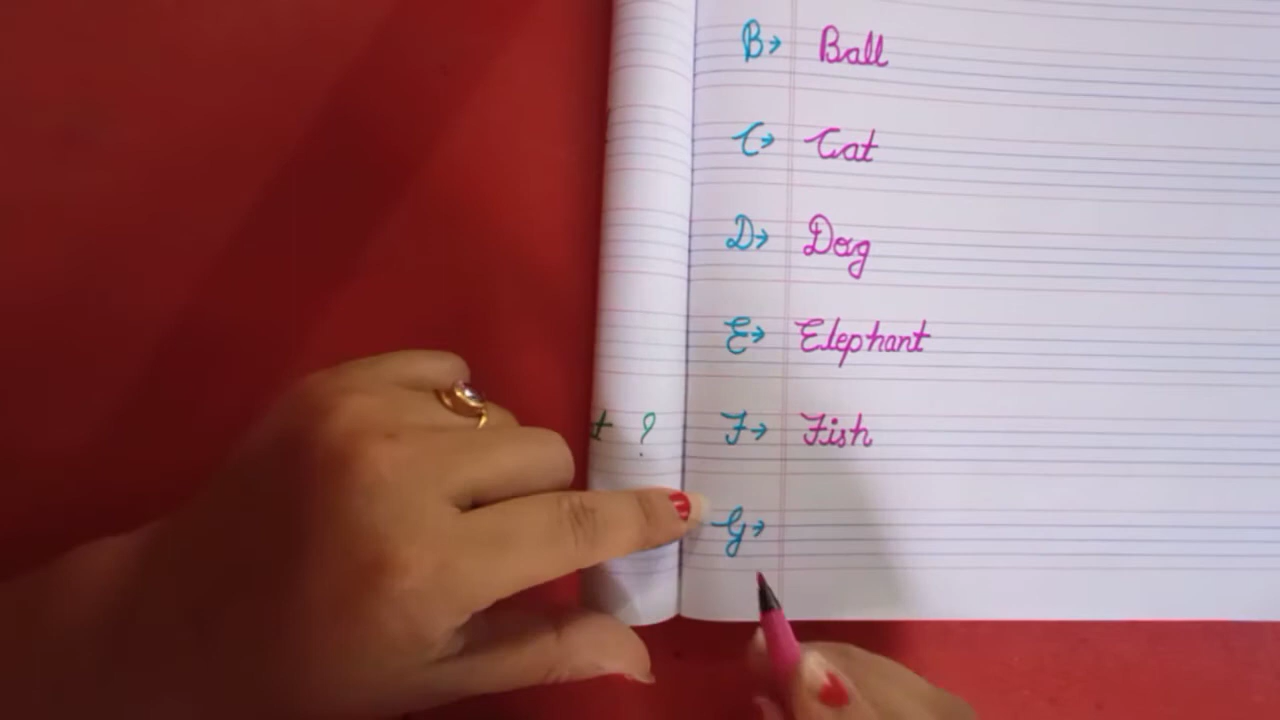 B→ Ball
C→ Cat
D→ Dog
E→ Elephant
t ? F→ Fish
G→